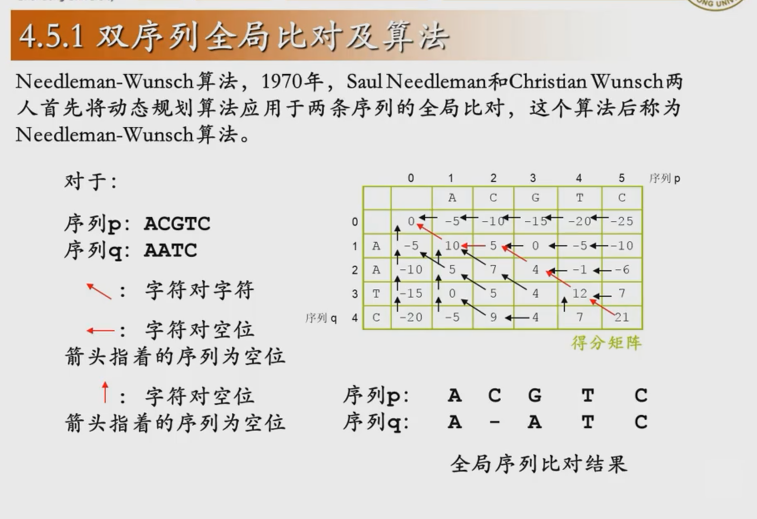 4.5.1 双序列全局比对及算法
Needleman-Wunsch算法，1970年，Saul Needleman和Christian Wunsch两
人首先将动态规划算法应用于两条序列的全局比对，这个算法后称为
Needleman-Wunsch算法。
对于：
序列p: ACGTC
序列q: AATC
：字符对字符
：字符对空位
箭头指着的序列为空位
：字符对空位
箭头指着的序列为空位
0 1 2 3 4 5 序列p
A C G T C
0 0 -5 -10 -15 -20 -25
1 A -5 10 5 0 -5 -10
2 A -10 5 7 4 -1 -6
3 T -15 0 5 4 12 7
序列q 4 C -20 -5 9 4 7 21
得分矩阵
序列p: A C G T C
序列q: A - A T C
全局序列比对结果